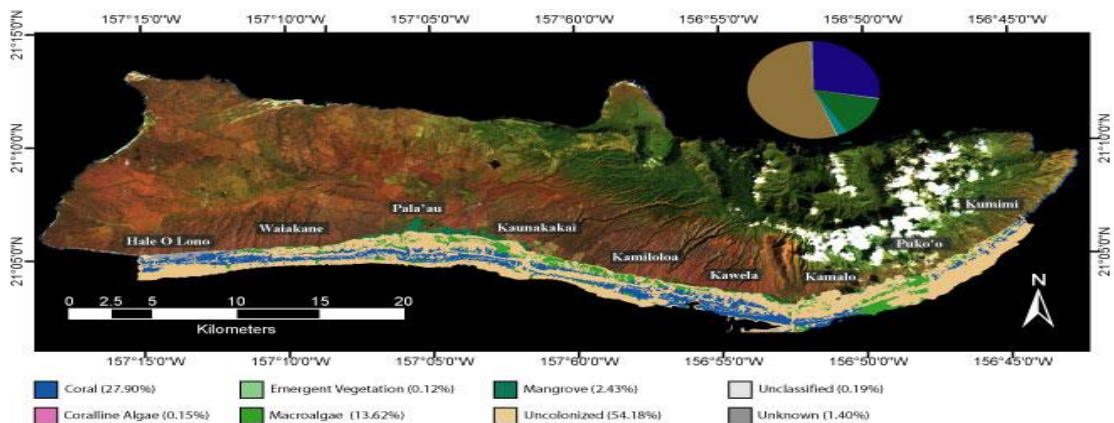 157°15'0"W 157°10'0"W 157°05'0"W 157°60'0"W 156°55'0"W 156°50'0"W 156°45'0"W
21°15'0"N
21°10'0"N 21°10'0"N
Kumimi
Pala'au
Waiakane Kaunakakai
Hale O Lono Puko'o
21°05'0"N 21°05'0"N
Kamiloloa
Kawela Kamalo
N
0 2.5 5 10 15 20
Kilometers
157°15'0"W 157°10'0"W 157°05'0"W 157°60'0"W 156°55'0"W 156°50'0"W 156°45'0"W
Coral (27.90%) Emergent Vegetation (0.12%) Mangrove (2.43%) Unclassified (0.19%)
Coralline Algae (0.15%) Macroalgae (13.62%) Uncolonized (54.18%) Unknown (1.40%)